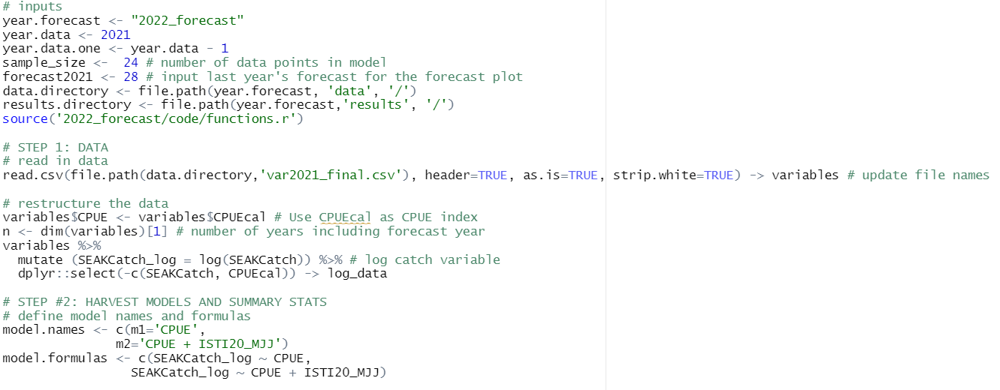 # inputs
year.forecast <- "2022_forecast"
year.data <- 2021
year.data.one <- year.data - 1
sample_size <-  24 # number of data points in model
forecast2021 <- 28 # input last year's forecast for the forecast plot
data.directory <- file.path(year.forecast, 'data', '/')
results.directory <- file.path(year.forecast,'results', '/')
source('2022_forecast/code/functions.r')

# STEP 1: DATA
# read in data
read.csv(file.path(data.directory,'var2021_final.csv'), header=TRUE, as.is=TRUE, strip.white=TRUE) -> variables # update file names

# restructure the data
variables$CPUE <- variables$CPUEcal # Use CPUEcal as CPUE index
n <- dim(variables)[1] # number of years including forecast year
variables %>%
  mutate (SEAKCatch_log = log(SEAKCatch)) %>% # log catch variable
  dplyr::select(-c(SEAKCatch, CPUEcal)) -> log_data

# STEP #2: HARVEST MODELS AND SUMMARY STATS
# define model names and formulas
model.names <- c(m1='CPUE',
                 m2='CPUE + ISTI20_MJJ')
model.formulas <- c(SEAKCatch_log ~ CPUE,
                    SEAKCatch_log ~ CPUE + ISTI20_MJJ)